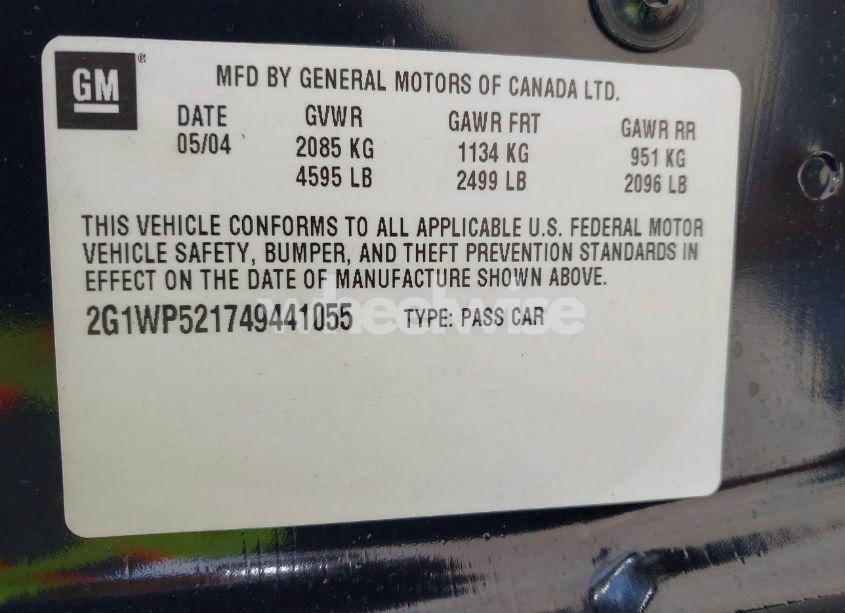 GM®
MFD BY GENERAL MOTORS OF CANADA LTD.
DATE GVWR GAWR FRT GAWR RR
05/04 2085 KG 1134 KG 951 KG
4595 LB 2499 LB 2096 LB
THIS VEHICLE CONFORMS TO ALL APPLICABLE U.S. FEDERAL MOTOR
VEHICLE SAFETY, BUMPER, AND THEFT PREVENTION STANDARDS IN
EFFECT ON THE DATE OF MANUFACTURE SHOWN ABOVE.
2G1WP521749441055 TYPE: PASS CAR
wheelwise